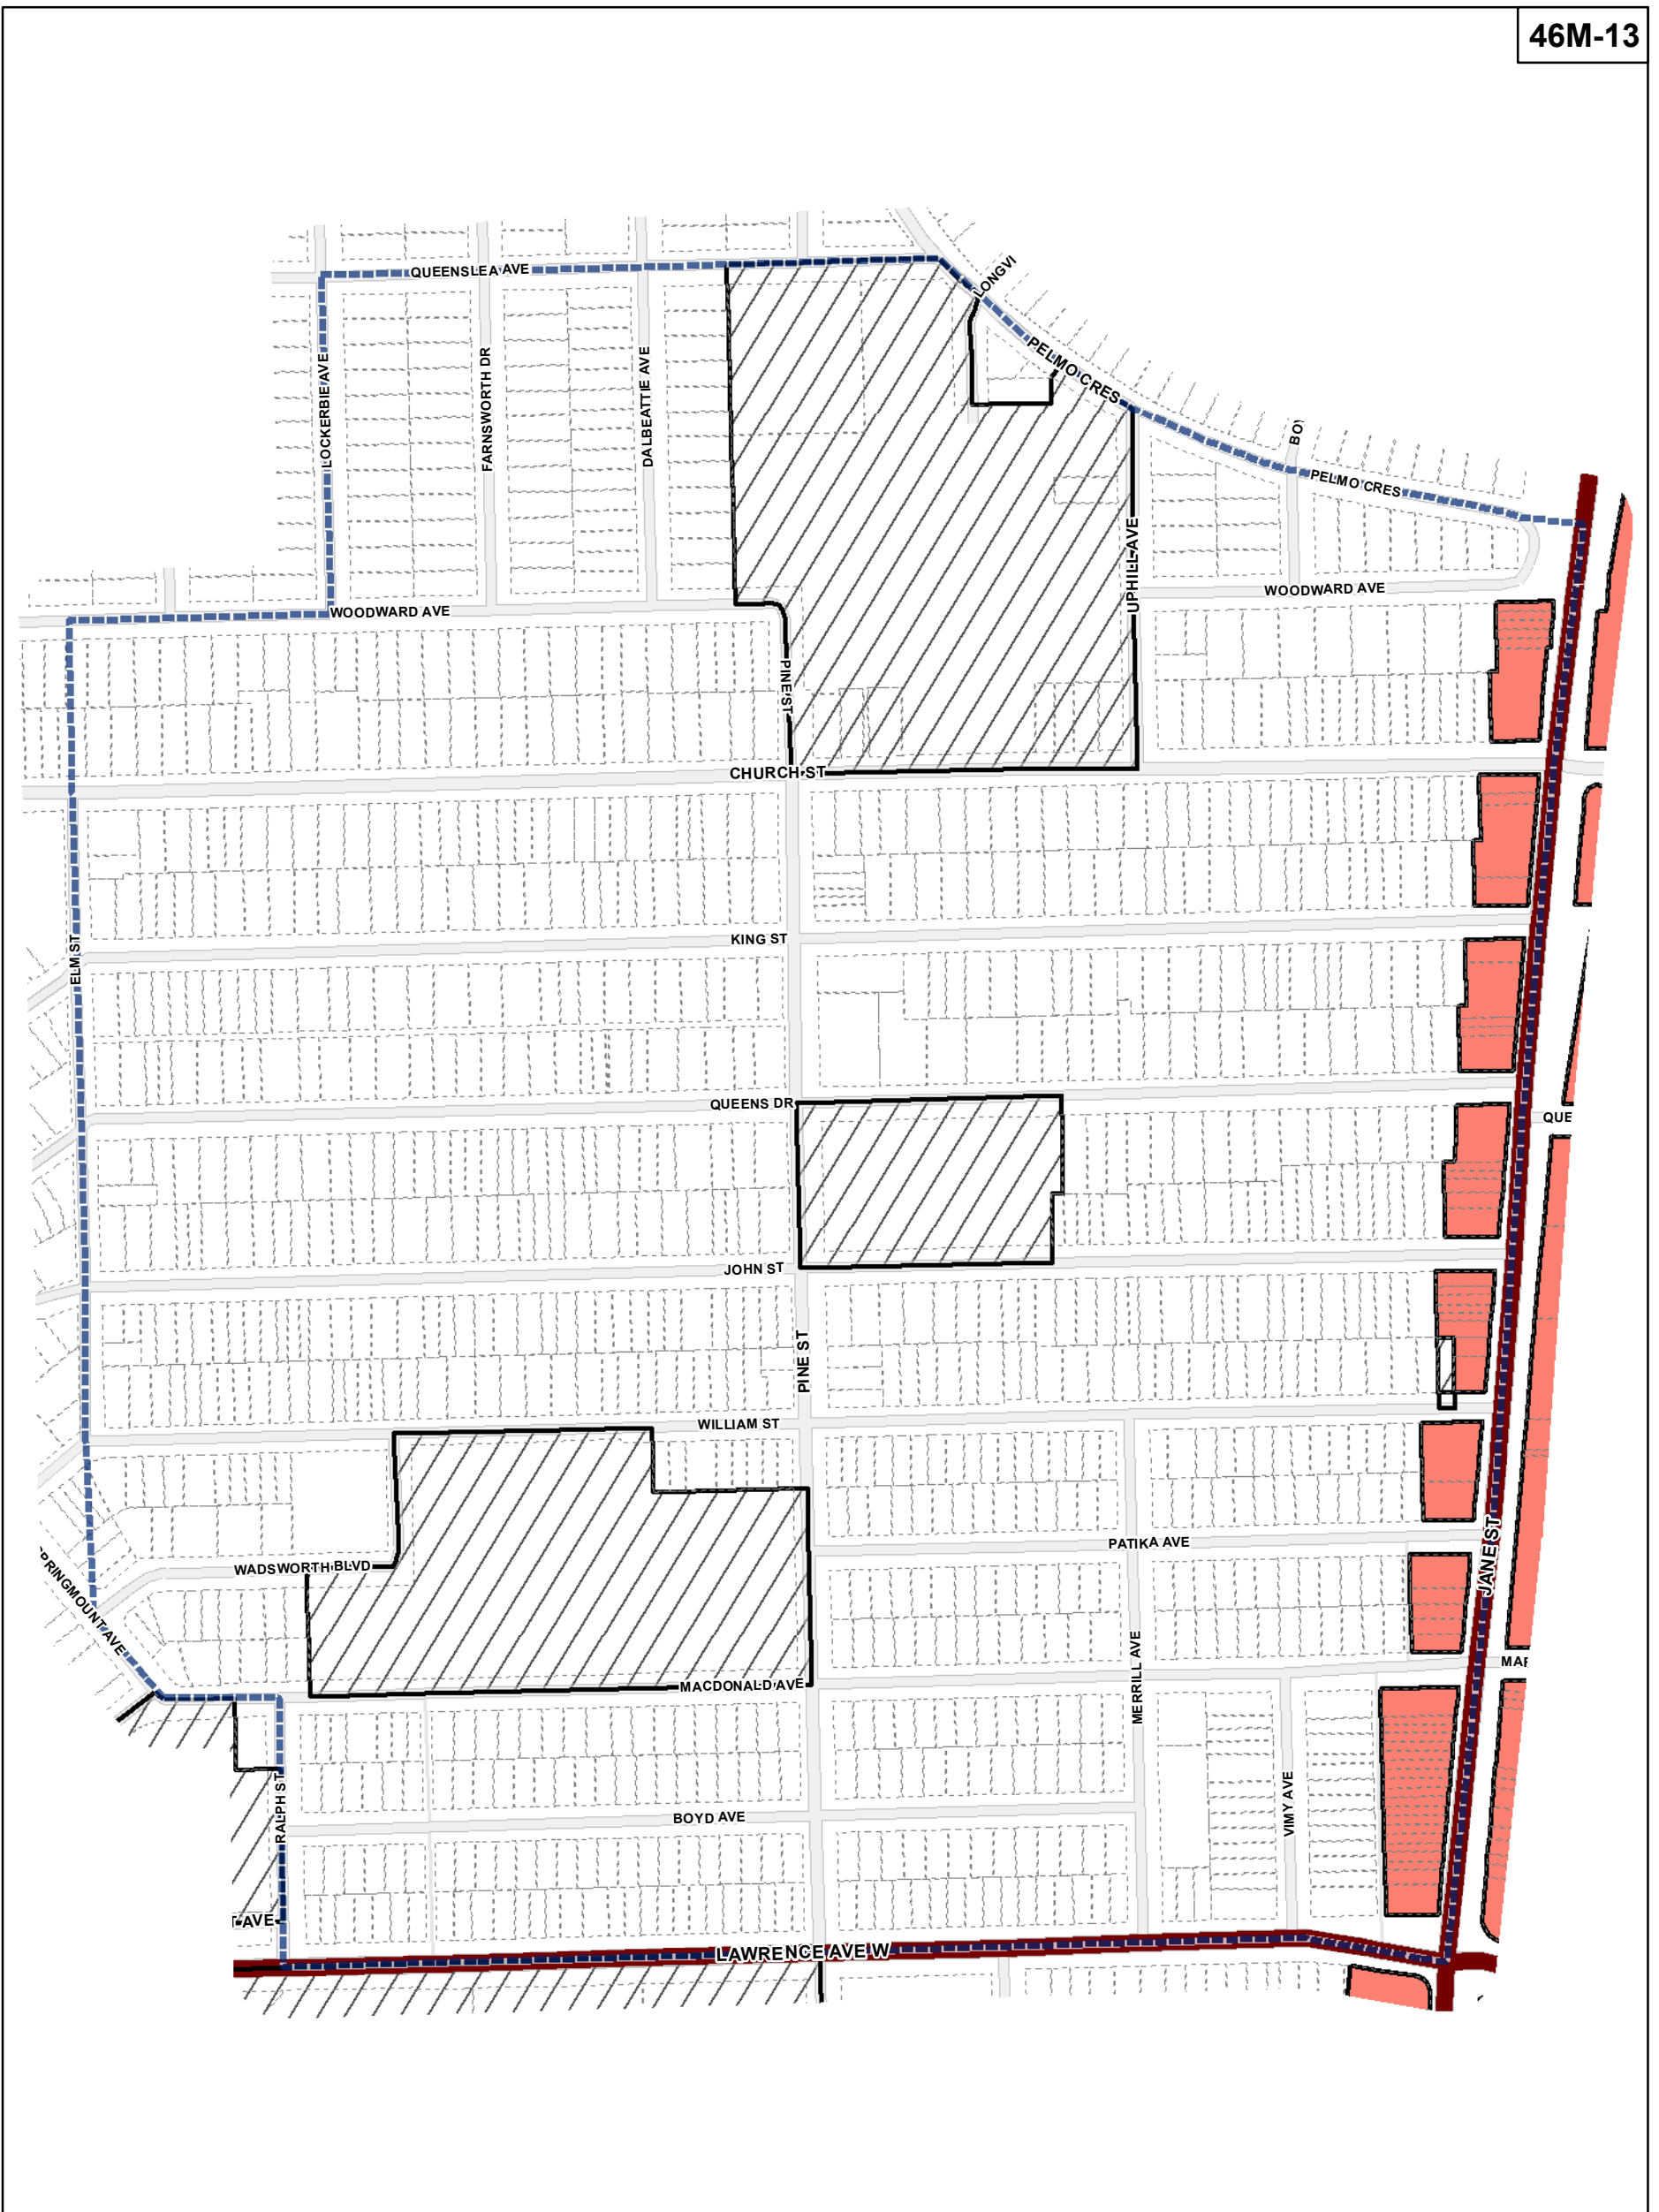 46M-13
LONGVI
QUEENSLEA AVE
PELMO CRES
LOCKERBIE AVE
FARNSWORTH DR
DALBEATTIE AVE
BOY
PELMO CRES
UPHILL AVE
WOODWARD AVE
WOODWARD AVE
PINE ST
CHURCH ST
KING ST
ELM ST
QUEENS DR
QUE
JOHN ST
PINE ST
WILLIAM ST
PATIKA AVE
JANE ST
WADSWORTH BLVD
PRINGMOUNT AVE
MAF
MACDONALD AVE
MERRILL AVE
RALPH ST
VIMY AVE
BOYD AVE
AVE
LAWRENCE AVE W